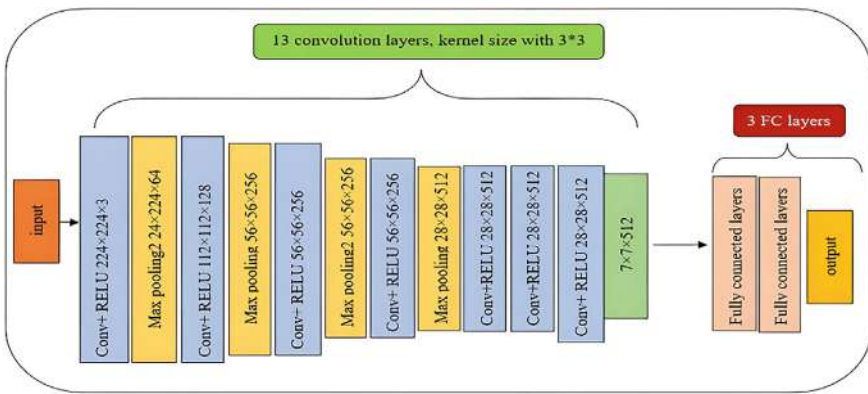 13 convolution layers, kernel size with 3*3
3 FC layers
input
Conv+ RELU 224×224×3
Max pooling2 24×224×64
Conv+ RELU 112×112×128
Max pooling 56×56×256
Conv+ RELU 56×56×256
Max pooling2 56×56×256
Conv+ RELU 56×56×256
Max pooling 28×28×512
Conv+RELU 28×28×512
Conv+RELU 28×28×512
Conv+ RELU 28×28×512
7×7×512
Fully connected layers
Fully connected layers
output